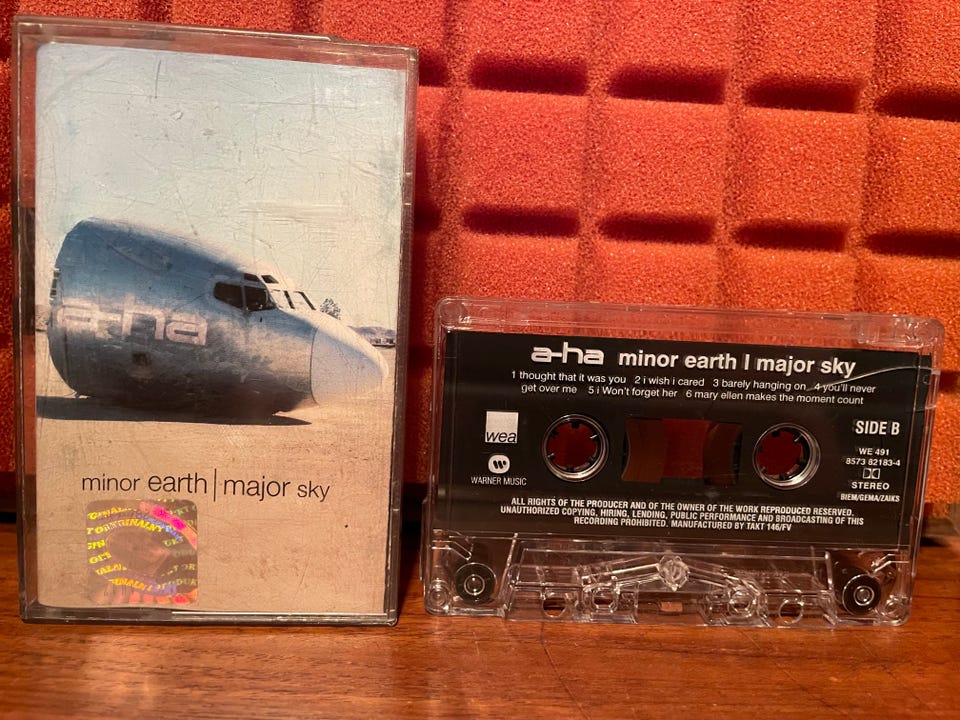 a-ha
minor earth | major sky
ORYGINALNY
a-ha minor earth | major sky
1 thought that it was you 2 i wish i cared 3 barely hanging on 4 you'll never
get over me 5 i Won't forget her 6 mary ellen makes the moment count
SIDE B
wea
WARNER MUSIC
WE 491
8573 82183-4
STEREO
BIEM/GEMA/ZAIKS
ALL RIGHTS OF THE PRODUCER AND OF THE OWNER OF THE WORK REPRODUCED RESERVED.
UNAUTHORIZED COPYING, HIRING, LENDING, PUBLIC PERFORMANCE AND BROADCASTING OF THIS
RECORDING PROHIBITED. MANUFACTURED BY TAKT 146/FV